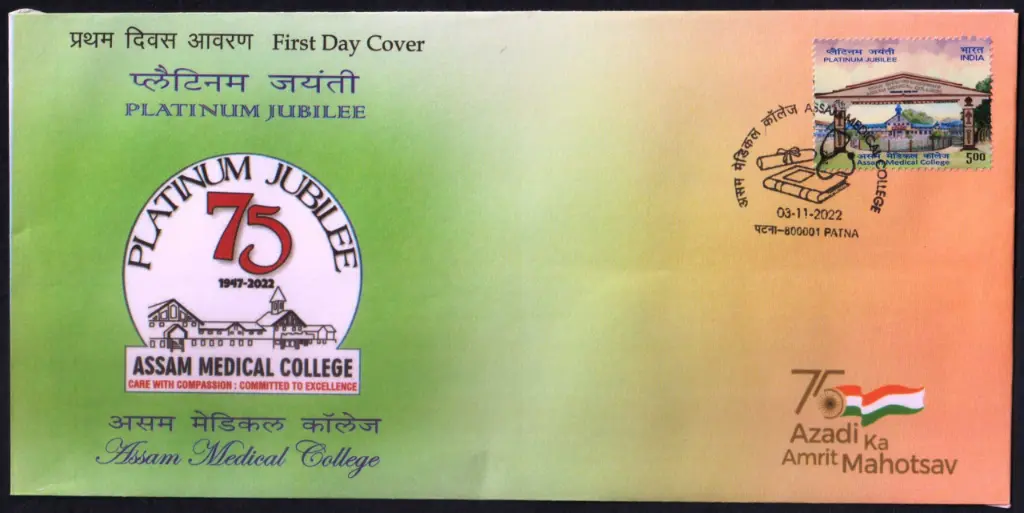 प्रथम दिवस आवरण First Day Cover
प्लैटिनम जयंती
PLATINUM JUBILEE
PLATINUM JUBILEE
75
1947-2022
ASSAM MEDICAL COLLEGE
CARE WITH COMPASSION : COMMITTED TO EXCELLENCE
असम मेडिकल कॉलेज
Assam Medical College
प्लैटिनम जयंती
PLATINUM JUBILEE
भारत
INDIA
असम मेडिकल कॉलेज
Assam Medical College
5.00
असम मेडिकल कॉलेज ASSAM MEDICAL COLLEGE
03-11-2022
पटना-800001 PATNA
75
Azadi Ka
Amrit Mahotsav